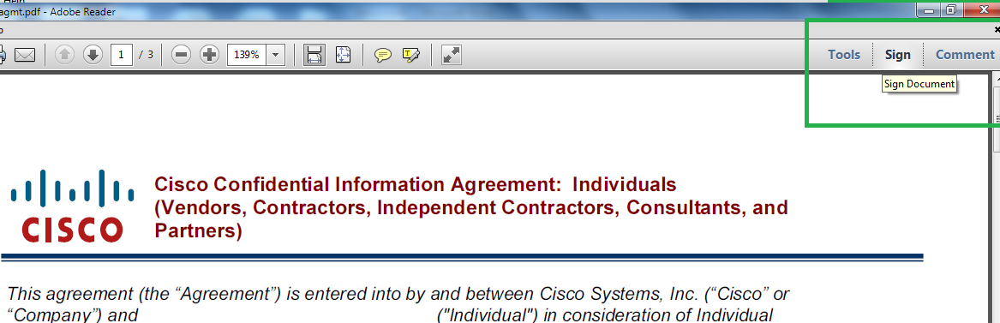 Help
agmt.pdf - Adobe Reader
1 / 3 139%
Tools Sign Comment
Sign Document
CISCO
Cisco Confidential Information Agreement: Individuals
(Vendors, Contractors, Independent Contractors, Consultants, and
Partners)
This agreement (the “Agreement”) is entered into by and between Cisco Systems, Inc. (“Cisco” or
“Company”) and ("Individual") in consideration of Individual